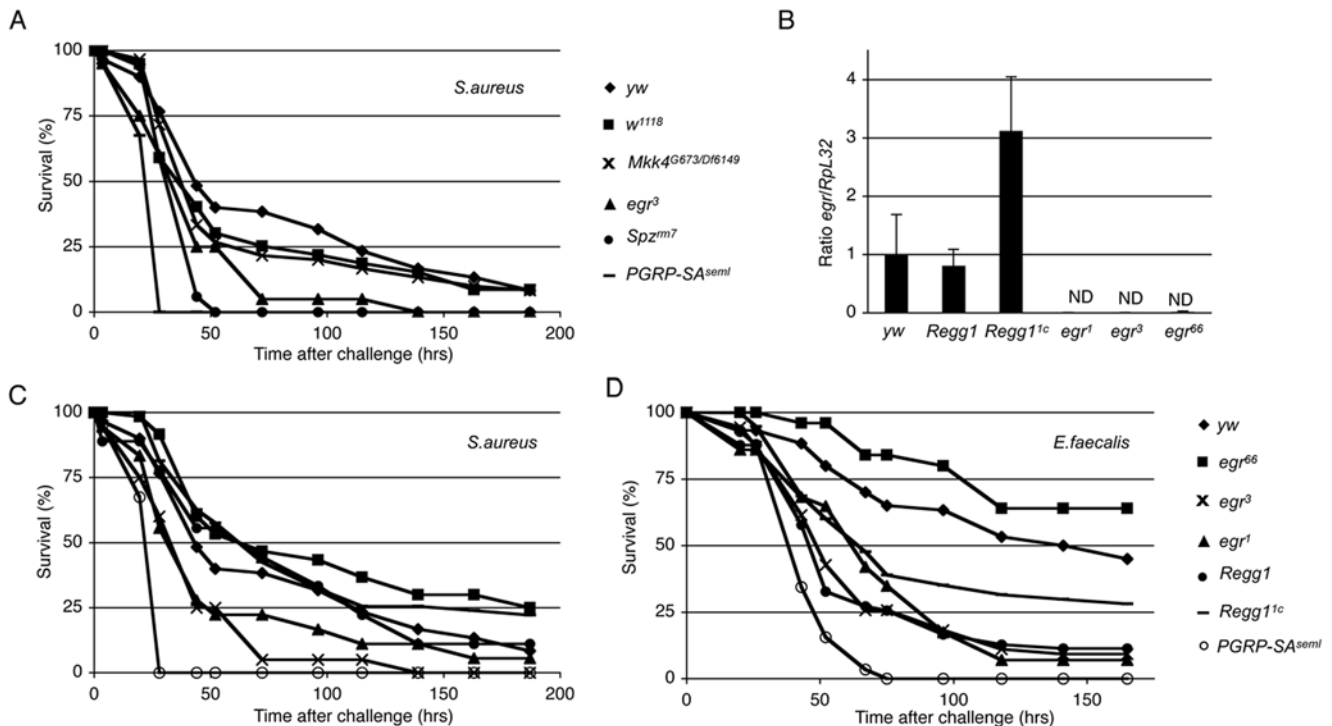 A
100
75
50
25
0
Survival (%)
S.aureus
0 50 100 150 200
Time after challenge (hrs)
yw
w1118
Mkk4G673/Df6149
egr3
Spzrm7
PGRP-SAseml
B
4
3
2
1
0
Ratio egr/RpL32
ND ND ND
yw Regg1 Regg11c egr1 egr3 egr66
C
100
75
50
25
0
Survival (%)
S.aureus
0 50 100 150 200
Time after challenge (hrs)
D
100
75
50
25
0
Survival (%)
E.faecalis
0 50 100 150
Time after challenge (hrs)
yw
egr66
egr3
egr1
Regg1
Regg11c
PGRP-SAseml